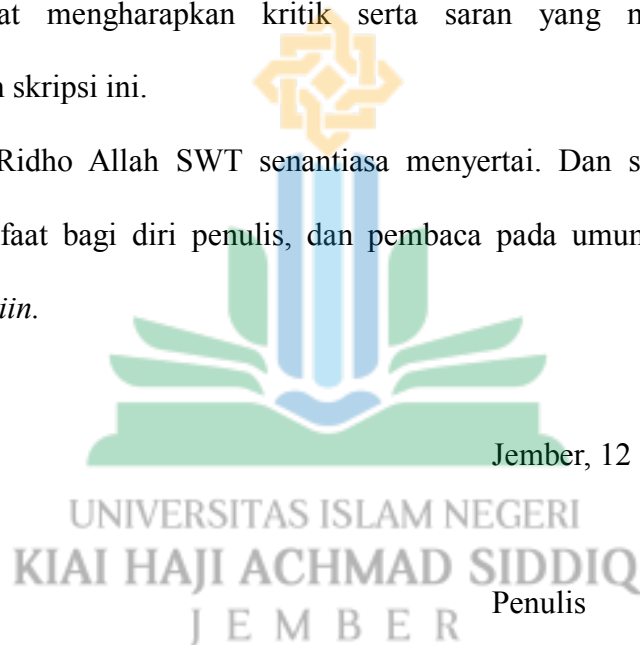 at mengharapkan kritik serta saran yang
skripsi ini.
Ridho Allah SWT senantiasa menyertai. Dan s
faat bagi diri penulis, dan pembaca pada umun
iin.
Jember, 12
UNIVERSITAS ISLAM NEGERI
KIAI HAJI ACHMAD SIDDIQ
Penulis
JEMBER